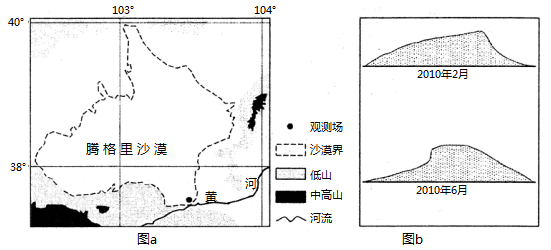 103°
104°
40°
38°
腾格里沙漠
黄
河
观测场
沙漠界
低山
中高山
河流
图a
2010年2月
2010年6月
图b